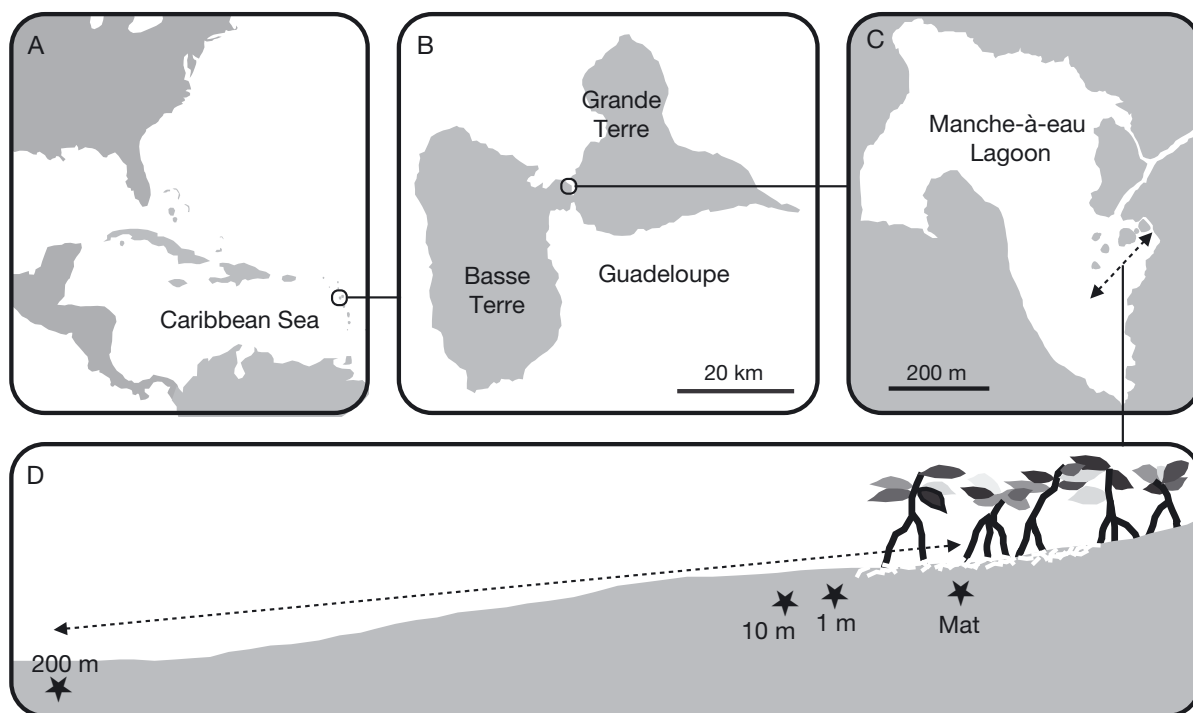 A
Caribbean Sea
B
Grande
Terre
Basse
Terre
Guadeloupe
20 km
C
Manche-à-eau
Lagoon
200 m
D
200 m
10 m
1 m
Mat